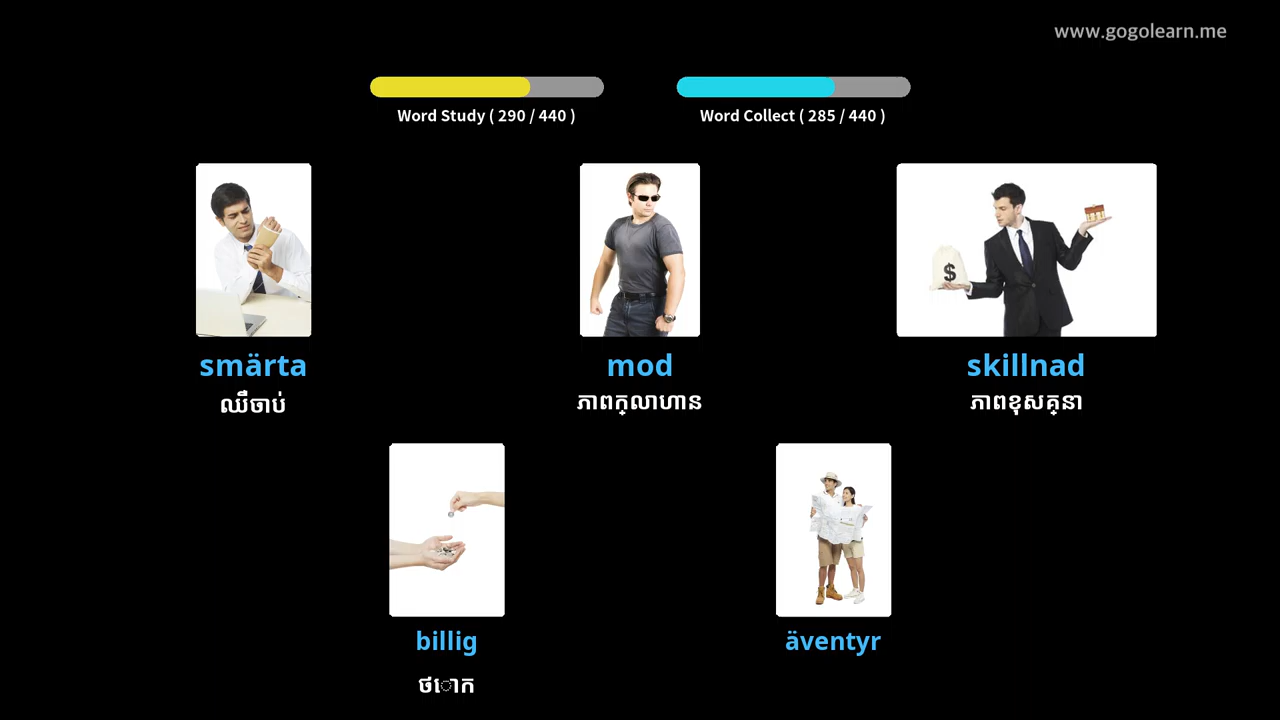 www.gogolearn.me
Word Study ( 290 / 440 )
Word Collect ( 285 / 440 )
smärta
ឈឺចាប់
mod
ភាពក្លាហាន
skillnad
ភាពខុសគ្នា
billig
ថោក
äventyr